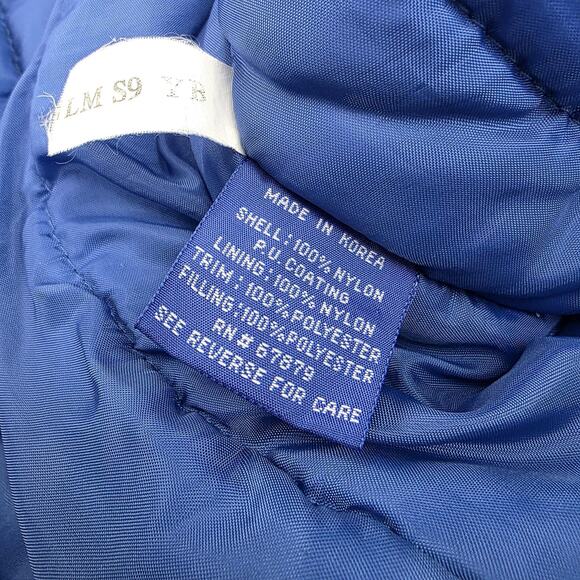 LM S9 YB
MADE IN KOREA
SHELL:100% NYLON
P.U COATING
LINING:100% NYLON
TRIM:100% POLYESTER
FILLING:100%POLYESTER
RN# 67879
SEE REVERSE FOR CARE